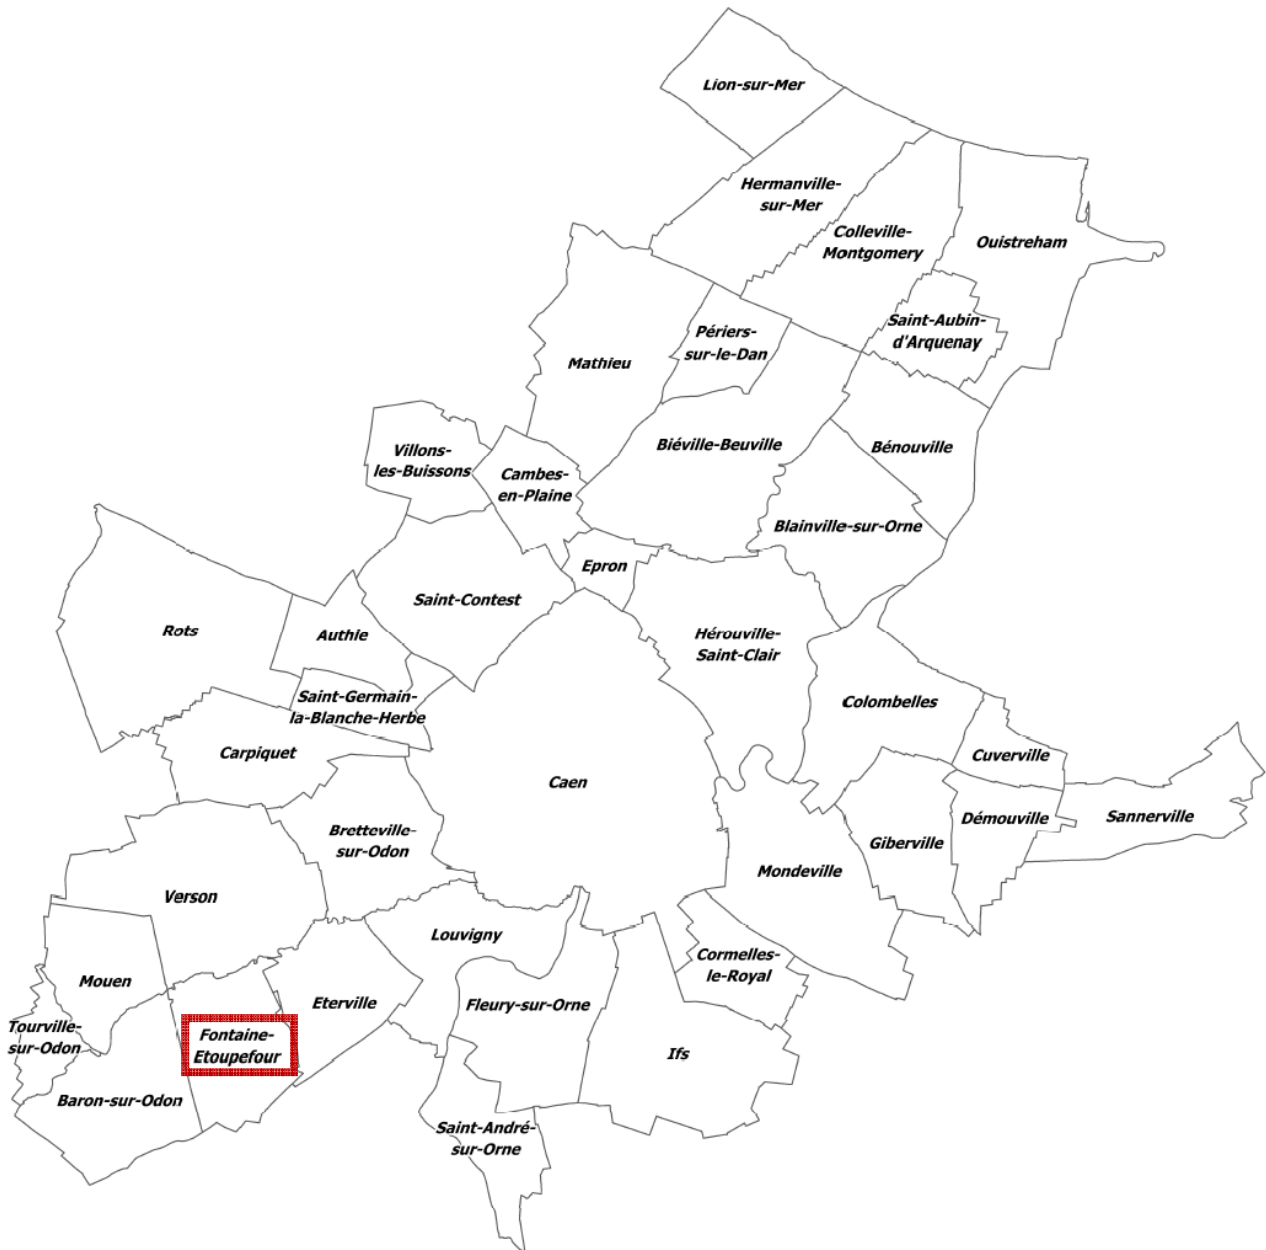 Lion-sur-Mer
Hermanville-
sur-Mer
Colleville-
Montgomery
Ouistreham
Saint-Aubin-
d'Arquenay
Périers-
sur-le-Dan
Mathieu
Biéville-Beuville
Bénouville
Villons-
les-Buissons
Cambes-
en-Plaine
Blainville-sur-Orne
Epron
Saint-Contest
Rots
Authie
Hérouville-
Saint-Clair
Saint-Germain-
la-Blanche-Herbe
Colombelles
Carpiquet
Cuverville
Caen
Démouville
Sannerville
Bretteville-
sur-Odon
Giberville
Mondeville
Verson
Louvigny
Cormelles-
le-Royal
Mouen
Eterville
Fleury-sur-Orne
Tourville-
sur-Odon
Fontaine-
Etoupefour
Ifs
Baron-sur-Odon
Saint-André-
sur-Orne